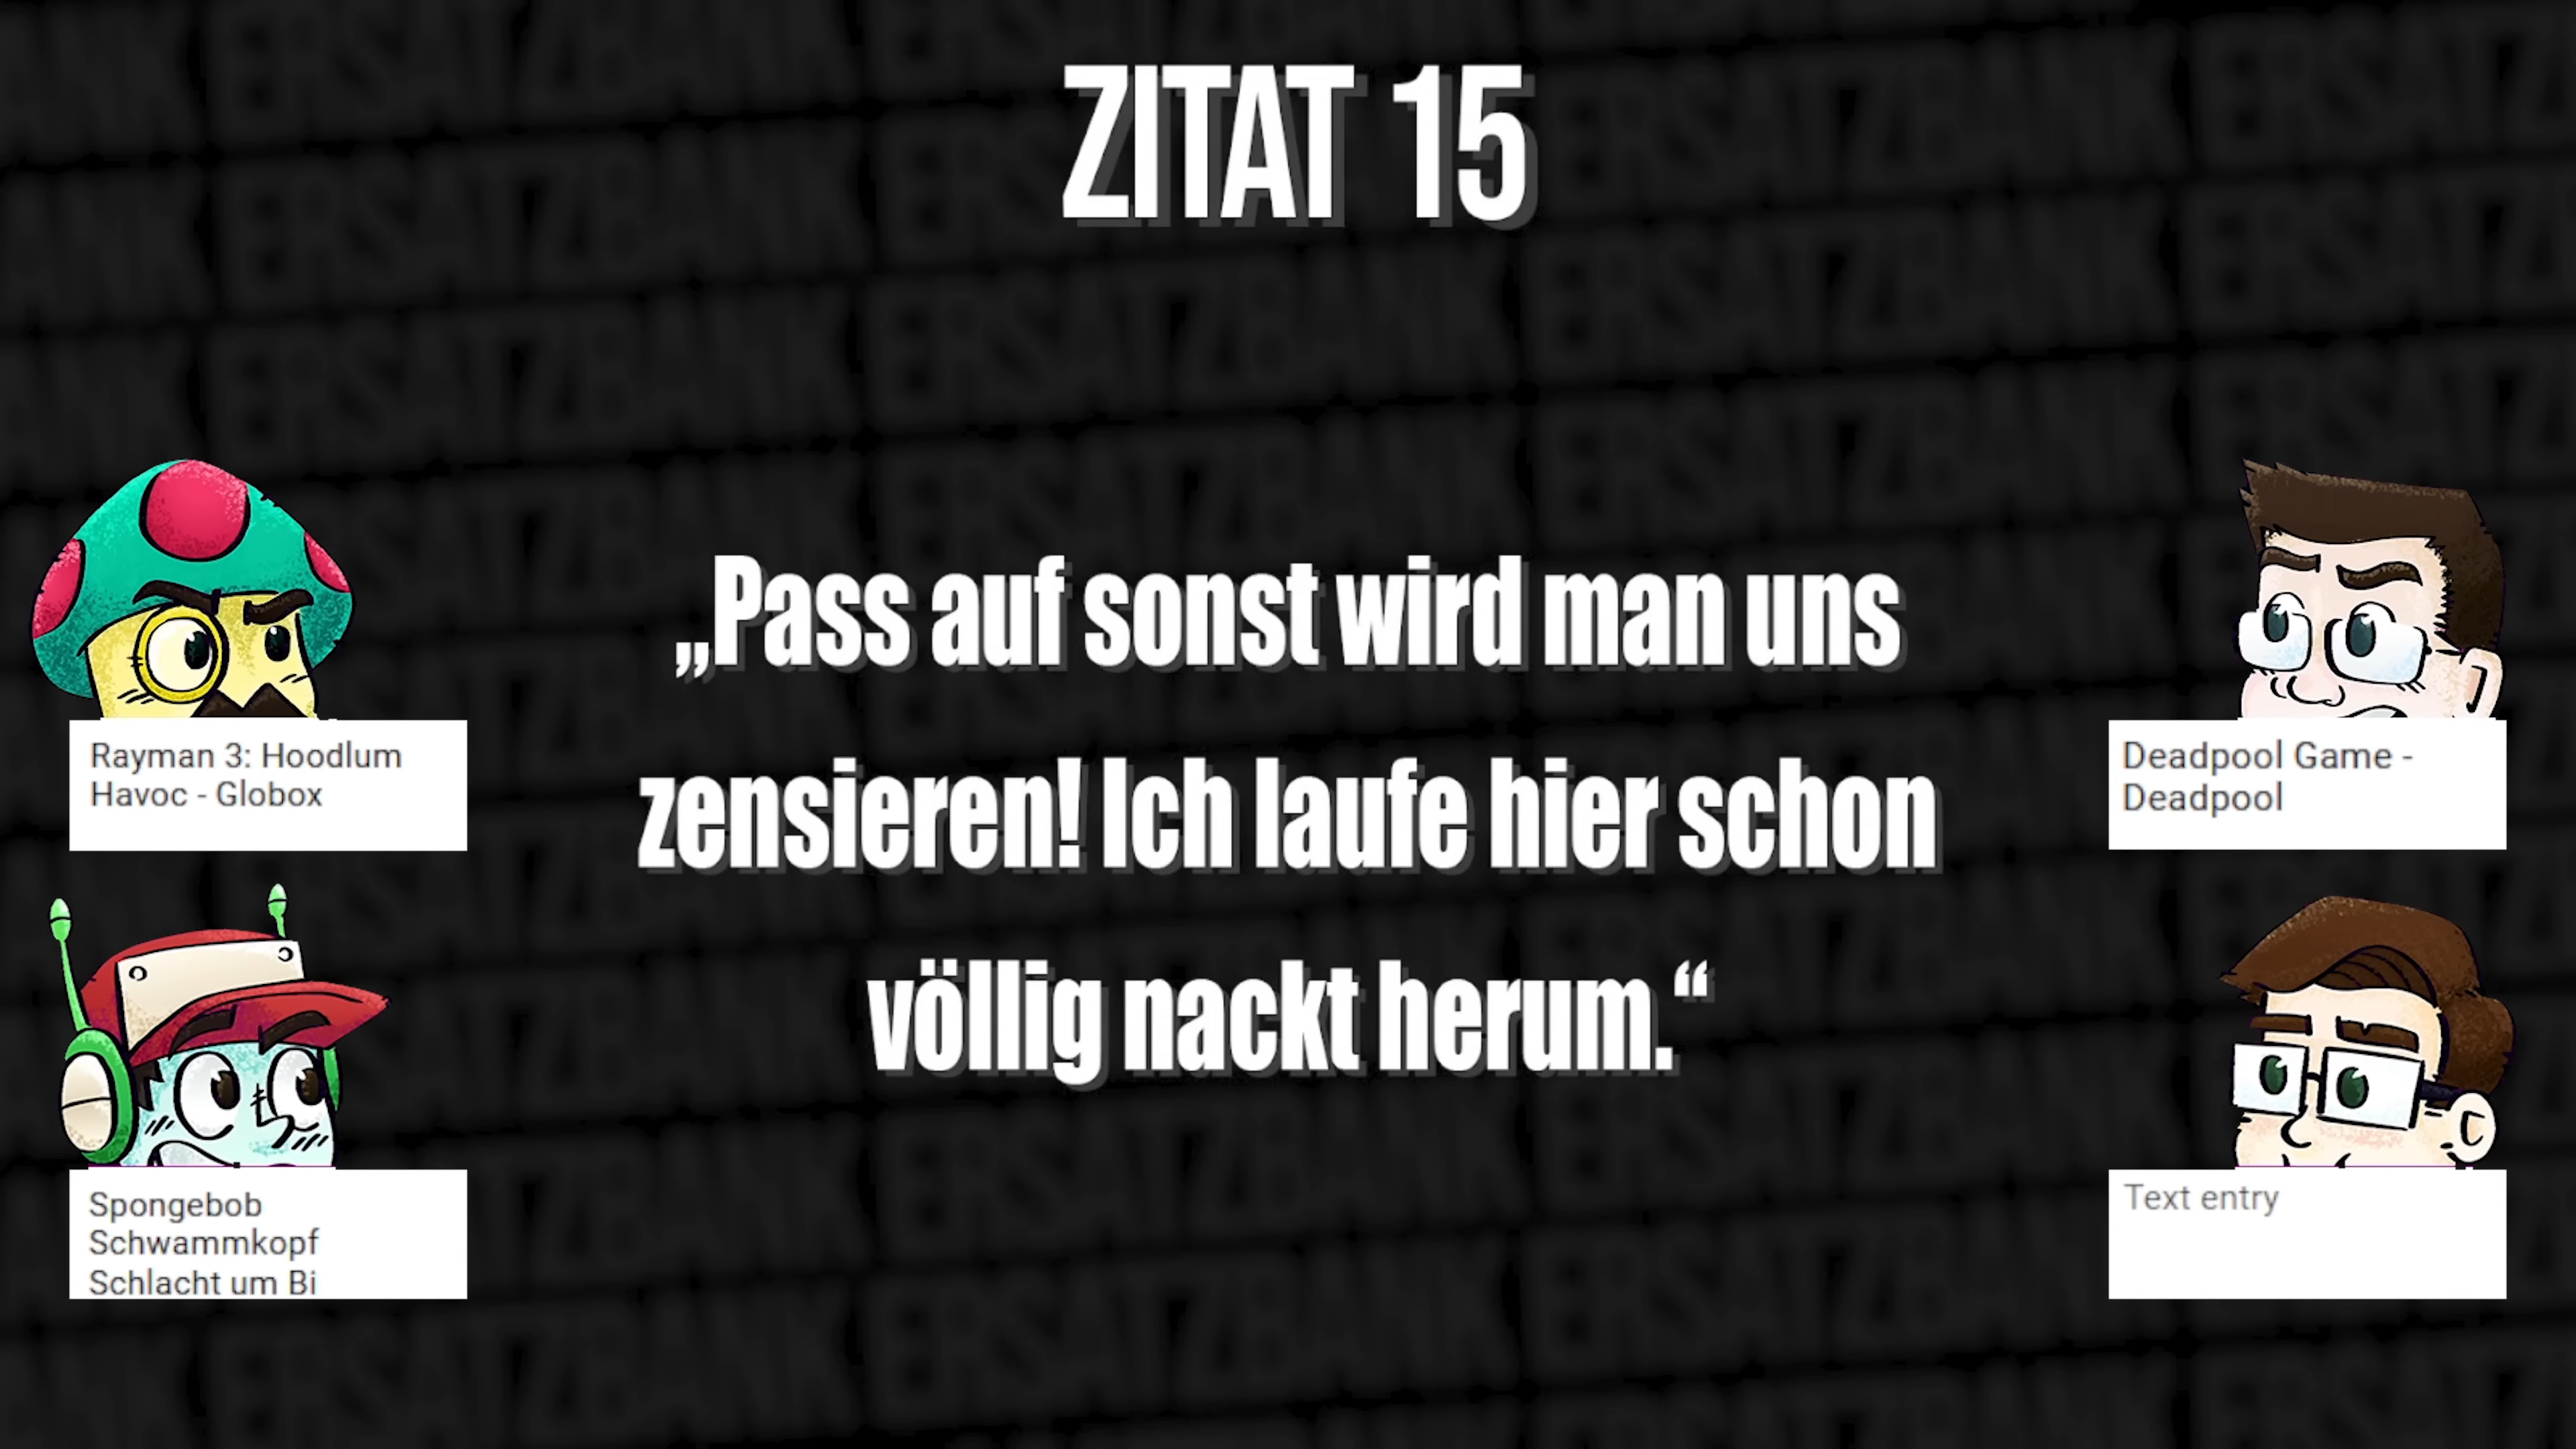 ZITAT 15
„Pass auf sonst wird man uns
zensieren! Ich laufe hier schon
völlig nackt herum.“
Rayman 3: Hoodlum
Havoc - Globox
Spongebob
Schwammkopf
Schlacht um Bi
Deadpool Game -
Deadpool
Text entry
ERSATZBANK